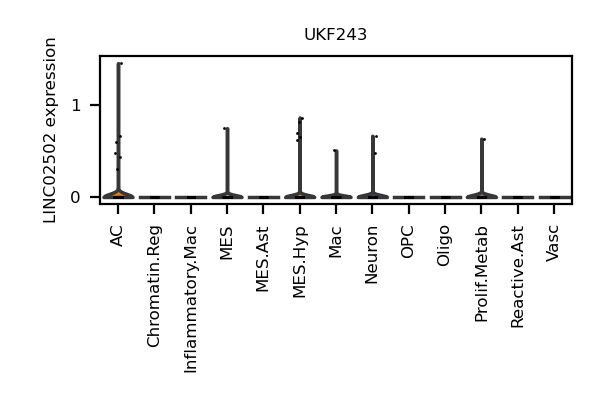 UKF243
LINC02502 expression
1
0
AC
Chromatin.Reg
Inflammatory.Mac
MES
MES.Ast
MES.Hyp
Mac
Neuron
OPC
Oligo
Prolif.Metab
Reactive.Ast
Vasc